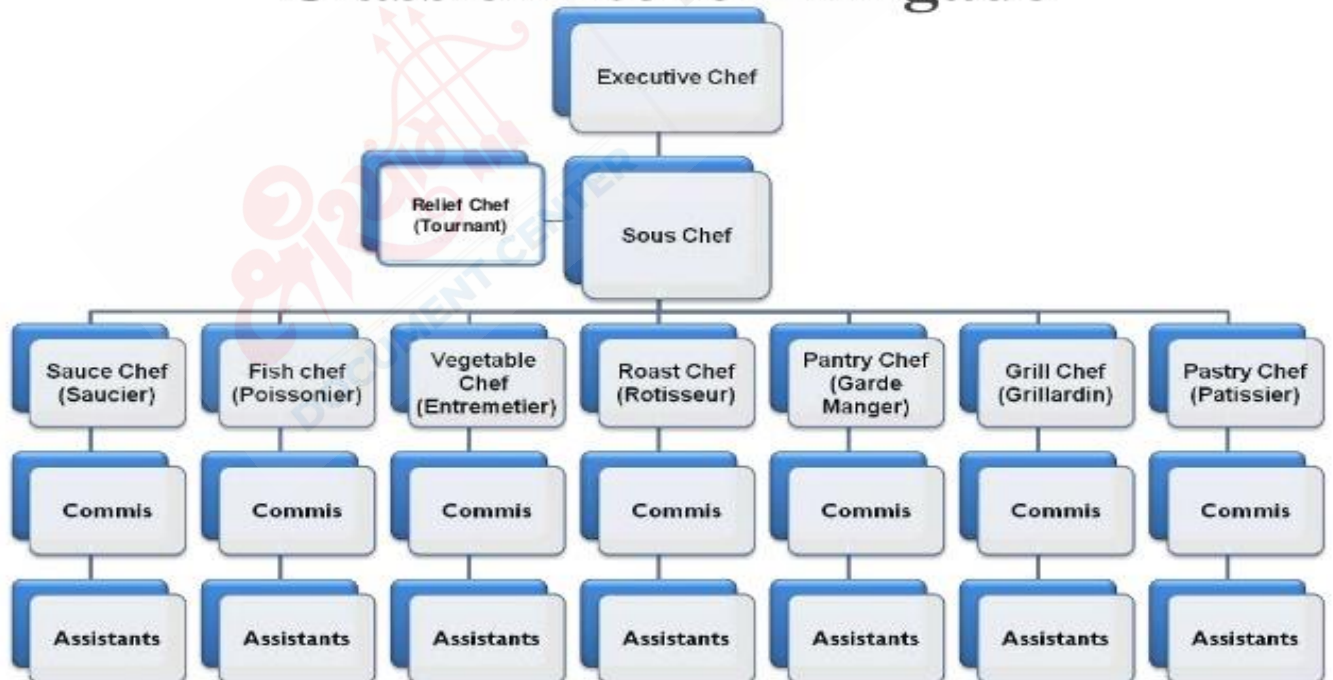 Executive Chef
Relief Chef
(Tournant)
Sous Chef
Sauce Chef
(Saucier)
Fish chef
(Poissonier)
Vegetable
Chef
(Entremetier)
Roast Chef
(Rotisseur)
Pantry Chef
(Garde
Manger)
Grill Chef
(Grillardin)
Pastry Chef
(Patissier)
Commis
Commis
Commis
Commis
Commis
Commis
Commis
Assistants
Assistants
Assistants
Assistants
Assistants
Assistants
Assistants
DOCUMENT CENTER